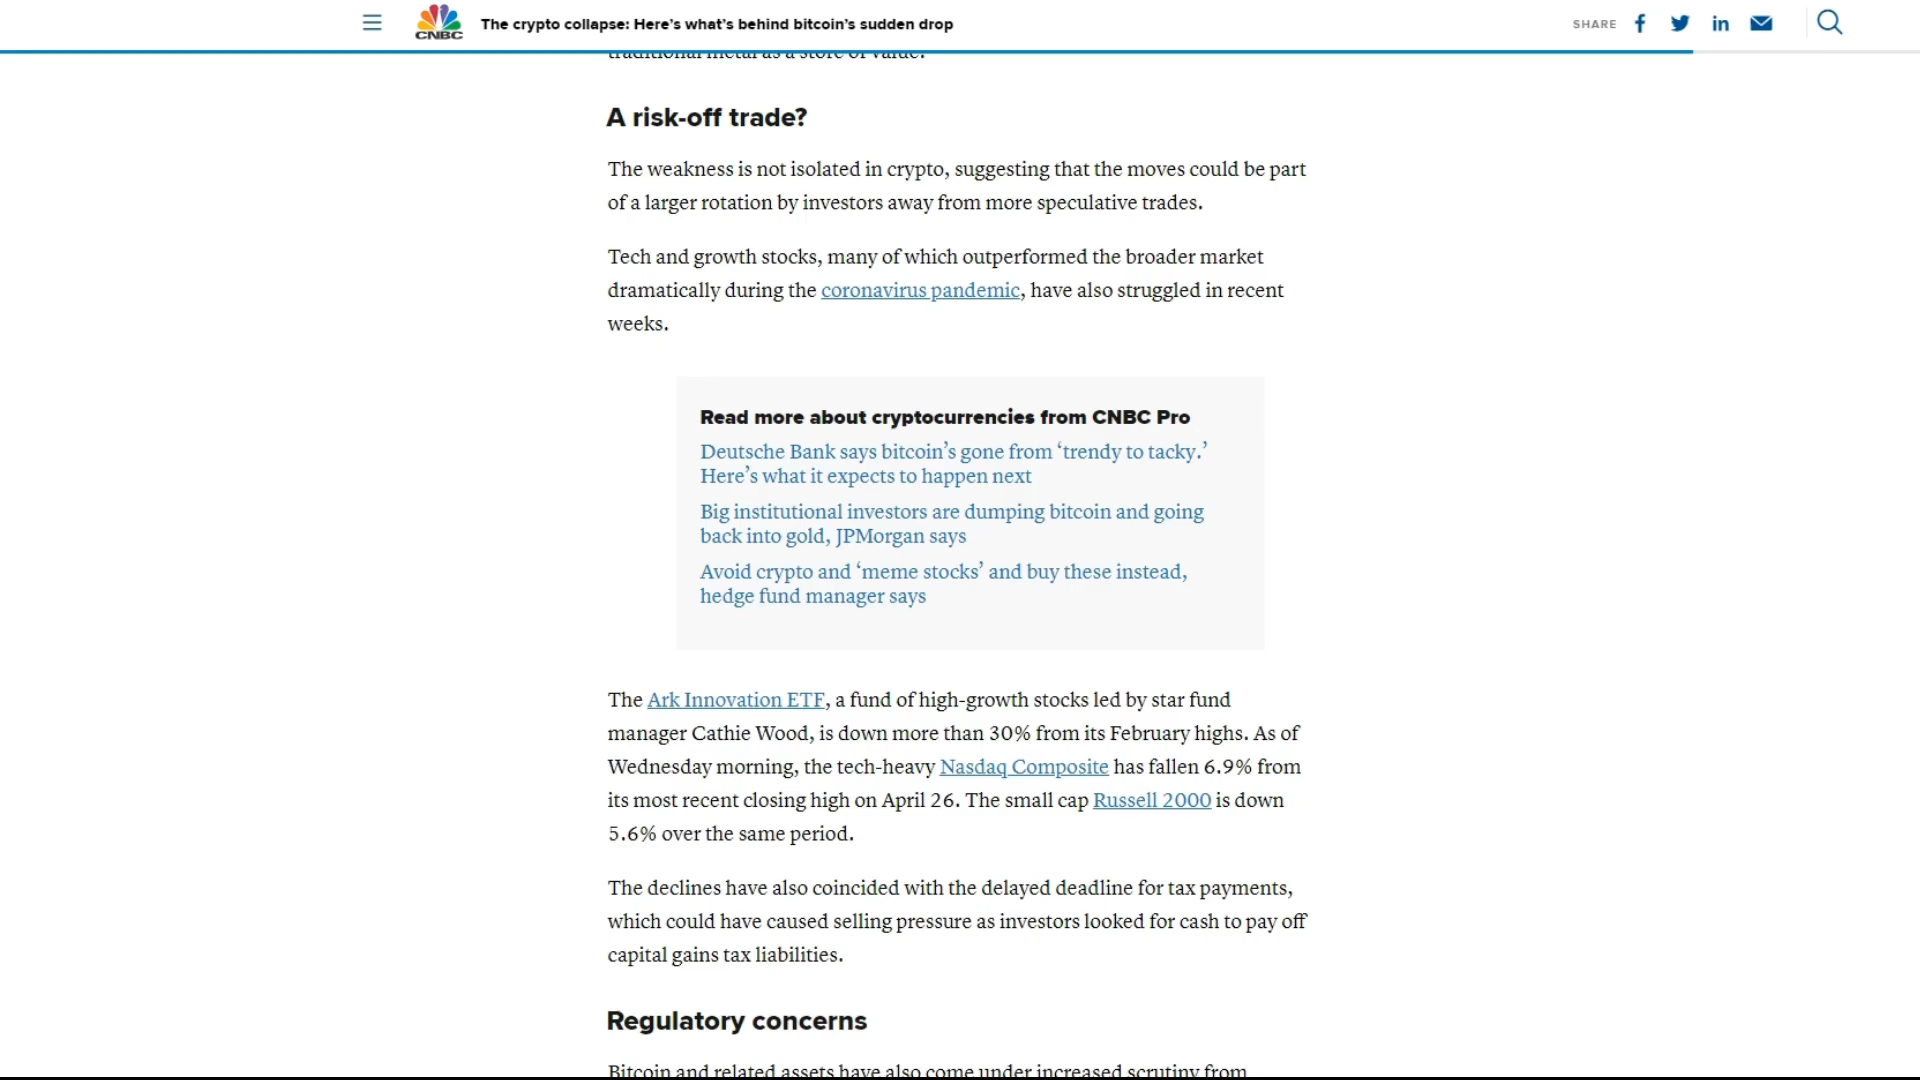 CNBC
The crypto collapse: Here’s what’s behind bitcoin’s sudden drop
SHARE
traditional metal as a store of value.
A risk-off trade?
The weakness is not isolated in crypto, suggesting that the moves could be part
of a larger rotation by investors away from more speculative trades.
Tech and growth stocks, many of which outperformed the broader market
dramatically during the coronavirus pandemic, have also struggled in recent
weeks.
Read more about cryptocurrencies from CNBC Pro
Deutsche Bank says bitcoin’s gone from ‘trendy to tacky.’
Here’s what it expects to happen next
Big institutional investors are dumping bitcoin and going
back into gold, JPMorgan says
Avoid crypto and ‘meme stocks’ and buy these instead,
hedge fund manager says
The Ark Innovation ETF, a fund of high-growth stocks led by star fund
manager Cathie Wood, is down more than 30% from its February highs. As of
Wednesday morning, the tech-heavy Nasdaq Composite has fallen 6.9% from
its most recent closing high on April 26. The small cap Russell 2000 is down
5.6% over the same period.
The declines have also coincided with the delayed deadline for tax payments,
which could have caused selling pressure as investors looked for cash to pay off
capital gains tax liabilities.
Regulatory concerns
Bitcoin and related assets have also come under increased scrutiny from